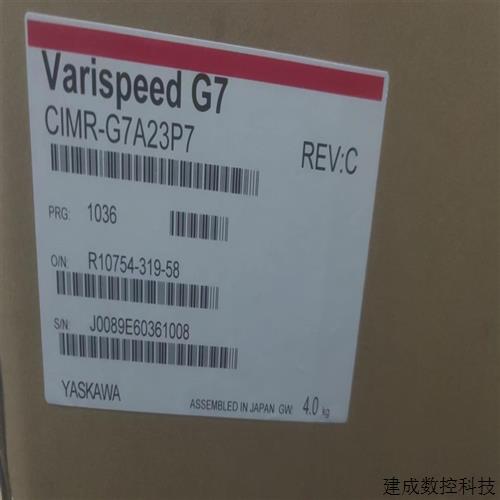 Varispeed G7
CIMR-G7A23P7
REV:C
PRG: 1036
O/N: R10754-319-58
S/N: J0089E60361008
YASKAWA
ASSEMBLED IN JAPAN GW: 4.0 kg
建成数控科技